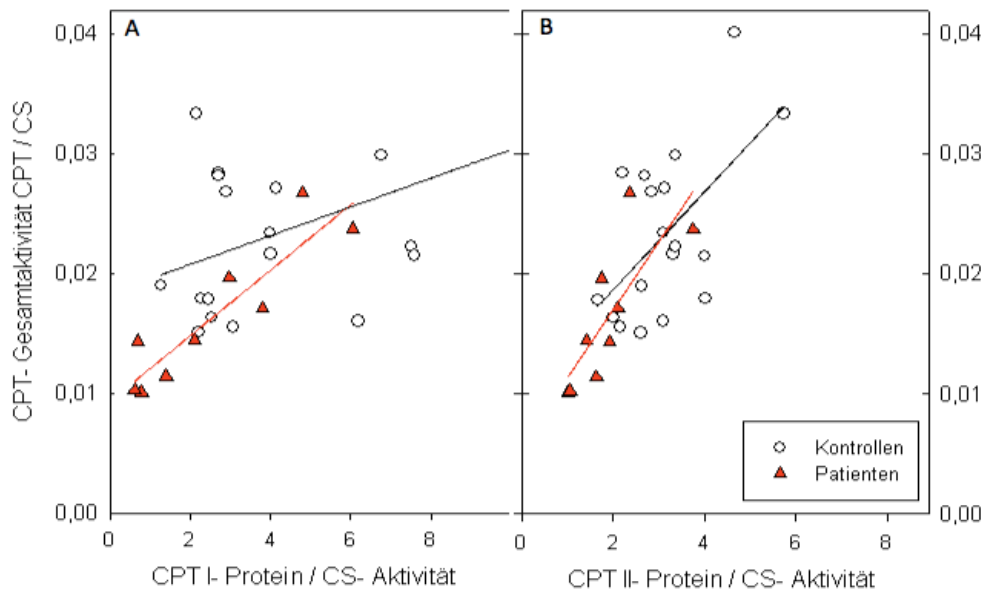 A
B
CPT- Gesamtaktivität CPT / CS
0,04
0,03
0,02
0,01
0,00
0,04
0,03
0,02
0,01
0,00
Kontrollen
Patienten
0 2 4 6 8
0 2 4 6 8
CPT I- Protein / CS- Aktivität
CPT II- Protein / CS- Aktivität